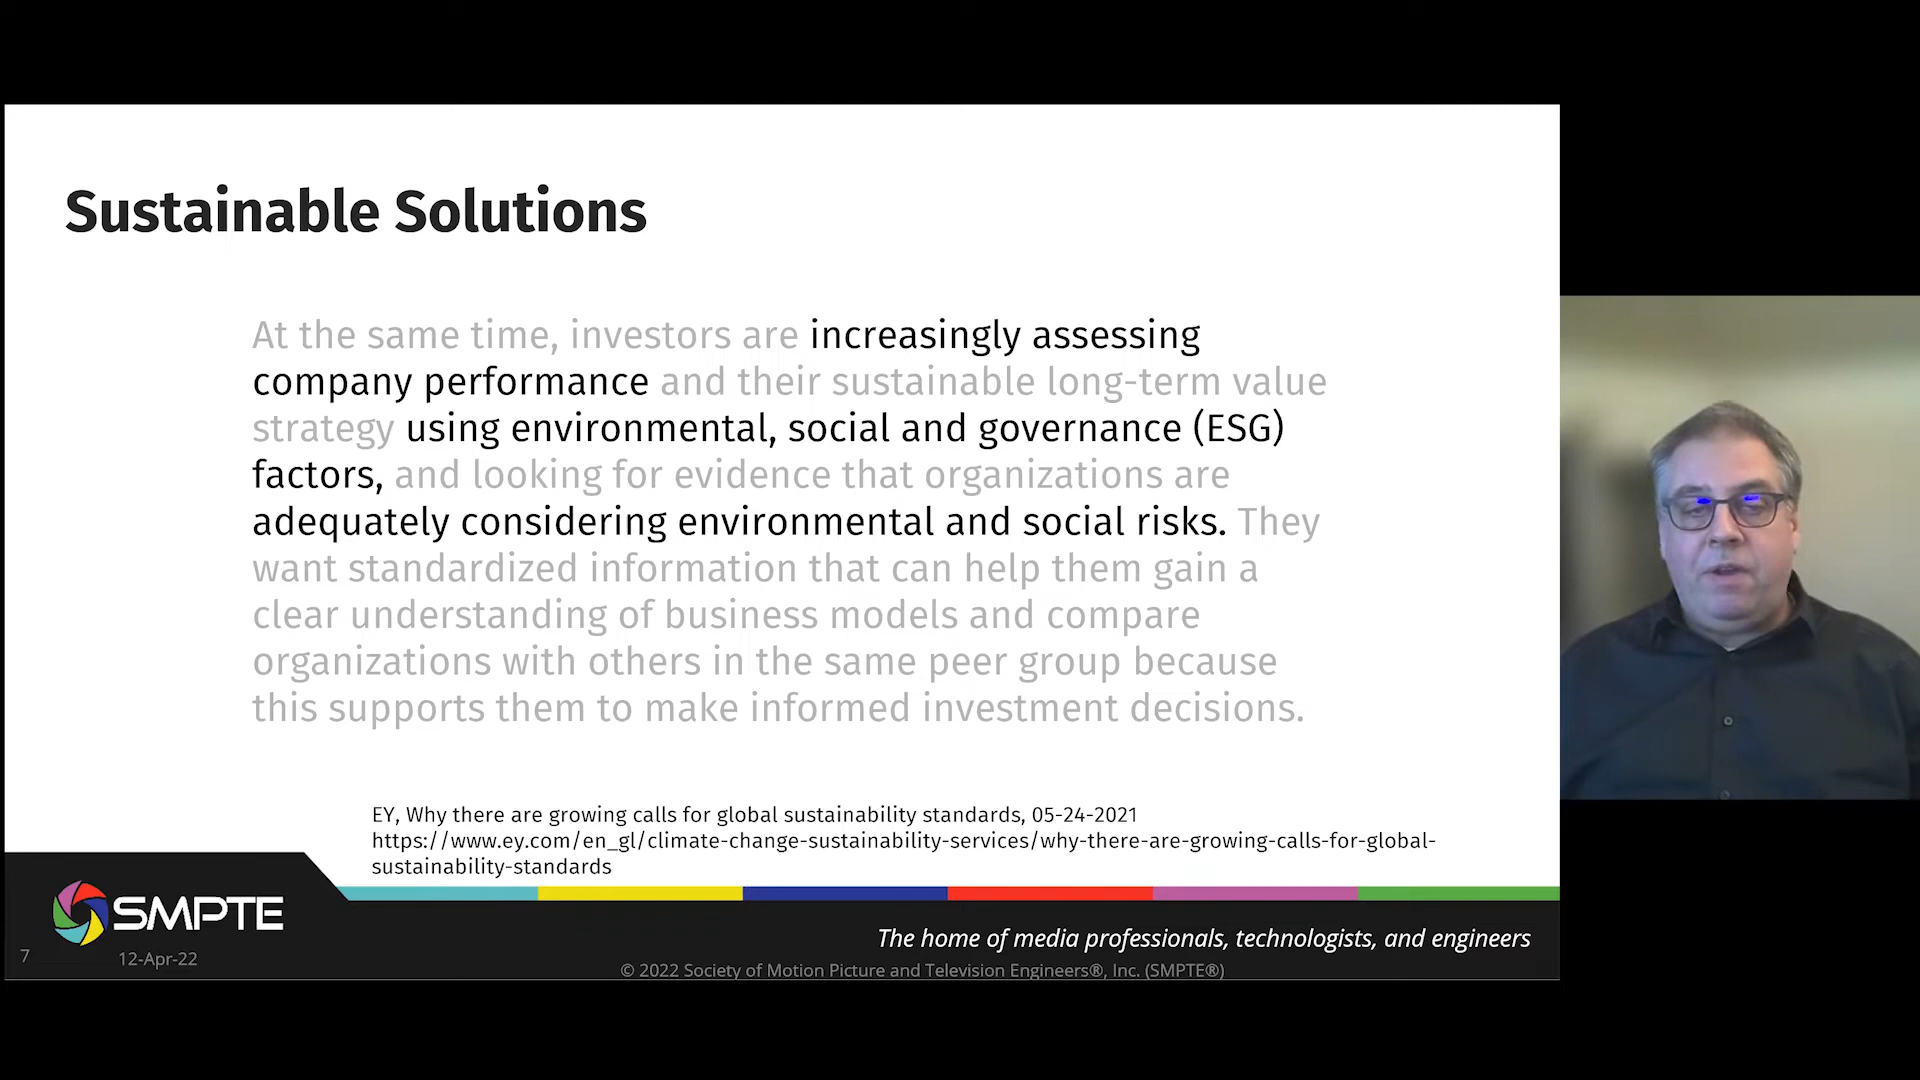 Sustainable Solutions
At the same time, investors are increasingly assessing
company performance and their sustainable long-term value
strategy using environmental, social and governance (ESG)
factors, and looking for evidence that organizations are
adequately considering environmental and social risks. They
want standardized information that can help them gain a
clear understanding of business models and compare
organizations with others in the same peer group because
this supports them to make informed investment decisions.
EY, Why there are growing calls for global sustainability standards, 05-24-2021
https://www.ey.com/en_gl/climate-change-sustainability-services/why-there-are-growing-calls-for-global-
sustainability-standards
SMPTE
The home of media professionals, technologists, and engineers
7
12-Apr-22
© 2022 Society of Motion Picture and Television Engineers®, Inc. (SMPTE®)